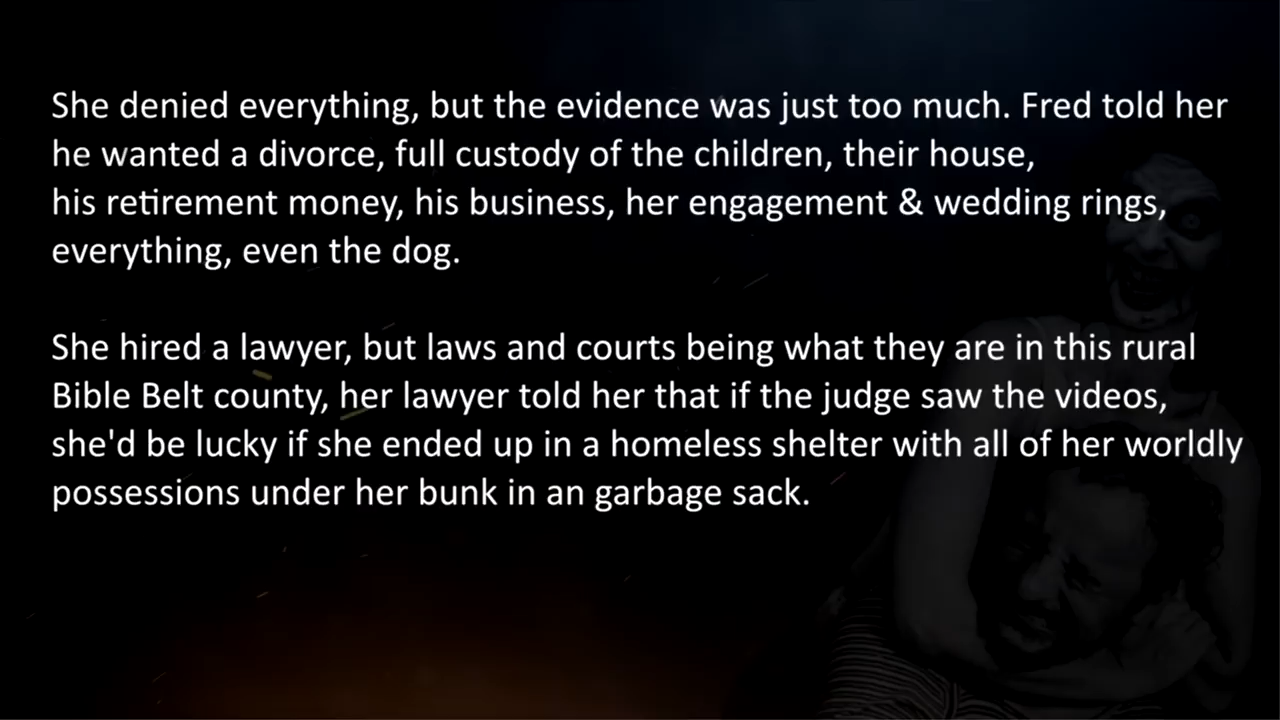 She denied everything, but the evidence was just too much. Fred told her
he wanted a divorce, full custody of the children, their house,
his retirement money, his business, her engagement & wedding rings,
everything, even the dog.
She hired a lawyer, but laws and courts being what they are in this rural
Bible Belt county, her lawyer told her that if the judge saw the videos,
she'd be lucky if she ended up in a homeless shelter with all of her worldly
possessions under her bunk in an garbage sack.